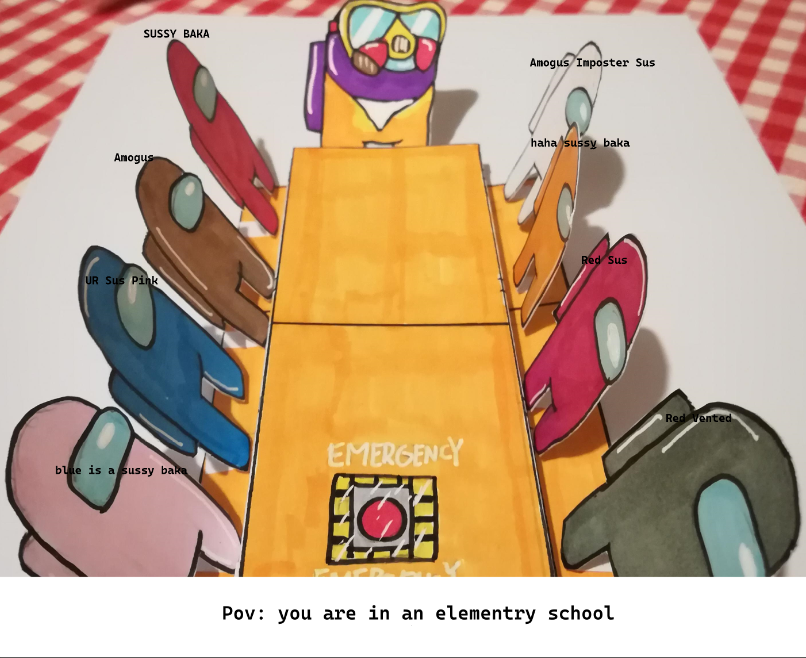 SUSSY BAKA
Amogus Imposter Sus
haha sussy baka
Amogus
Red Sus
UR Sus Pink
Red Vented
EMERGENCY
blue is a sussy baka
EMERGENCY
Pov: you are in an elementry school